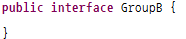 public interface GroupB {
}